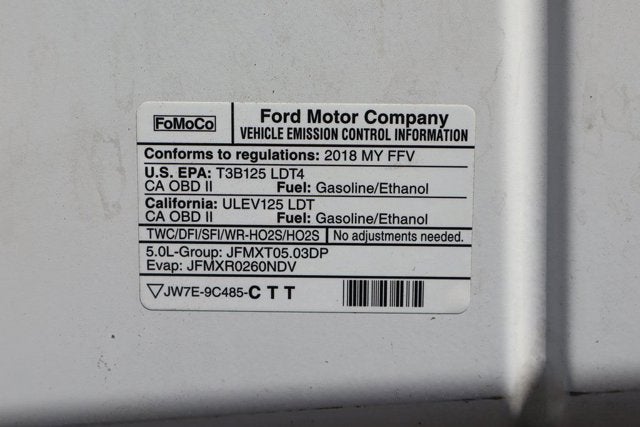 FoMoCo
Ford Motor Company
VEHICLE EMISSION CONTROL INFORMATION
Conforms to regulations: 2018 MY FFV
U.S. EPA: T3B125 LDT4
CA OBD II Fuel: Gasoline/Ethanol
California: ULEV125 LDT
CA OBD II Fuel: Gasoline/Ethanol
TWC/DFI/SFI/WR-HO2S/HO2S No adjustments needed.
5.0L-Group: JFMXT05.03DP
Evap: JFMXR0260NDV
▽JW7E-9C485-CTT